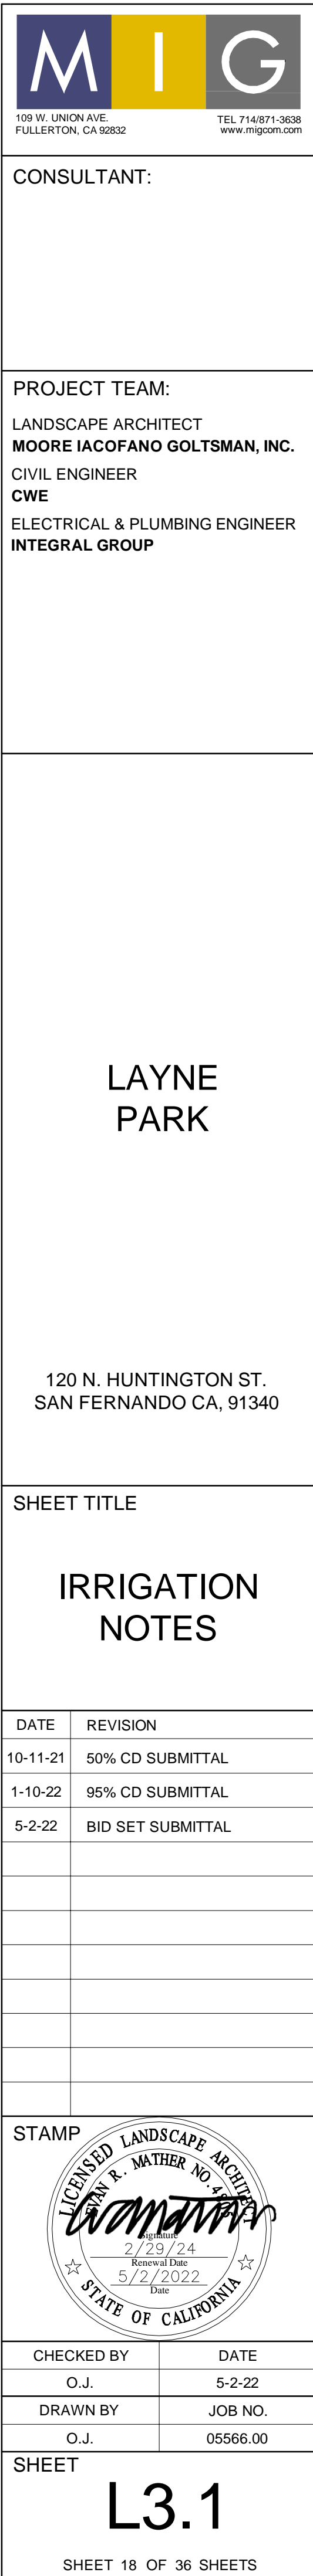 MIG
109 W. UNION AVE.
FULLERTON, CA 92832
TEL 714/871-3638
www.migcom.com
CONSULTANT:
PROJECT TEAM:
LANDSCAPE ARCHITECT
MOORE IACOFANO GOLTSMAN, INC.
CIVIL ENGINEER
CWE
ELECTRICAL & PLUMBING ENGINEER
INTEGRAL GROUP
LAYNE
PARK
120 N. HUNTINGTON ST.
SAN FERNANDO CA, 91340
SHEET TITLE
IRRIGATION
NOTES
DATE REVISION
10-11-21 50% CD SUBMITTAL
1-10-22 95% CD SUBMITTAL
5-2-22 BID SET SUBMITTAL
STAMP
LICENSED LANDSCAPE ARCHITECT
EVAN R. MATHER NO.
Signature
2/29/24
Renewal Date
5/2/2022
Date
STATE OF CALIFORNIA
CHECKED BY DATE
O.J. 5-2-22
DRAWN BY JOB NO.
O.J. 05566.00
SHEET
L3.1
SHEET 18 OF 36 SHEETS